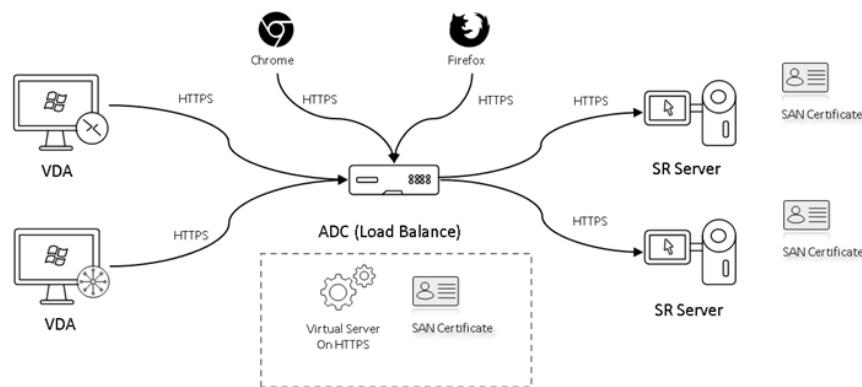 Chrome
Firefox
HTTPS
HTTPS
HTTPS
HTTPS
SAN Certificate
VDA
SR Server
ADC (Load Balance)
HTTPS
HTTPS
SAN Certificate
Virtual Server
On HTTPS
SAN Certificate
VDA
SR Server